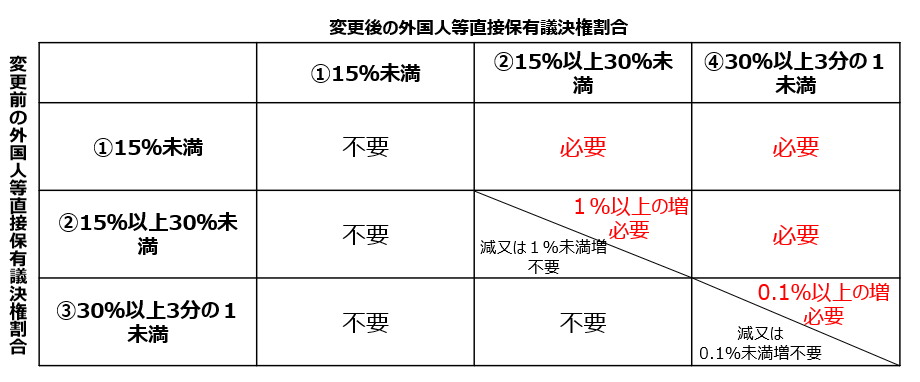 変更後の外国人等直接保有議決権割合
変更前の外国人等直接保有議決権割合
①15%未満
②15%以上30%未
満
④30%以上3分の１
未満
①15%未満
不要
必要
必要
②15%以上30%未
満
不要
１%以上の増
必要
減又は１%未満増
不要
必要
③30%以上3分の１
未満
不要
不要
0.1%以上の増
必要
減又は
0.1%未満増不要